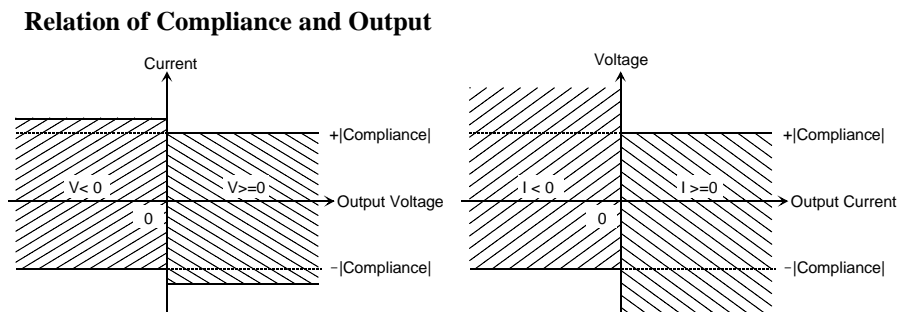 Relation of Compliance and Output
Current
+|Compliance|
V< 0
V>=0
Output Voltage
0
−|Compliance|
Voltage
+|Compliance|
I < 0
I >=0
Output Current
0
−|Compliance|